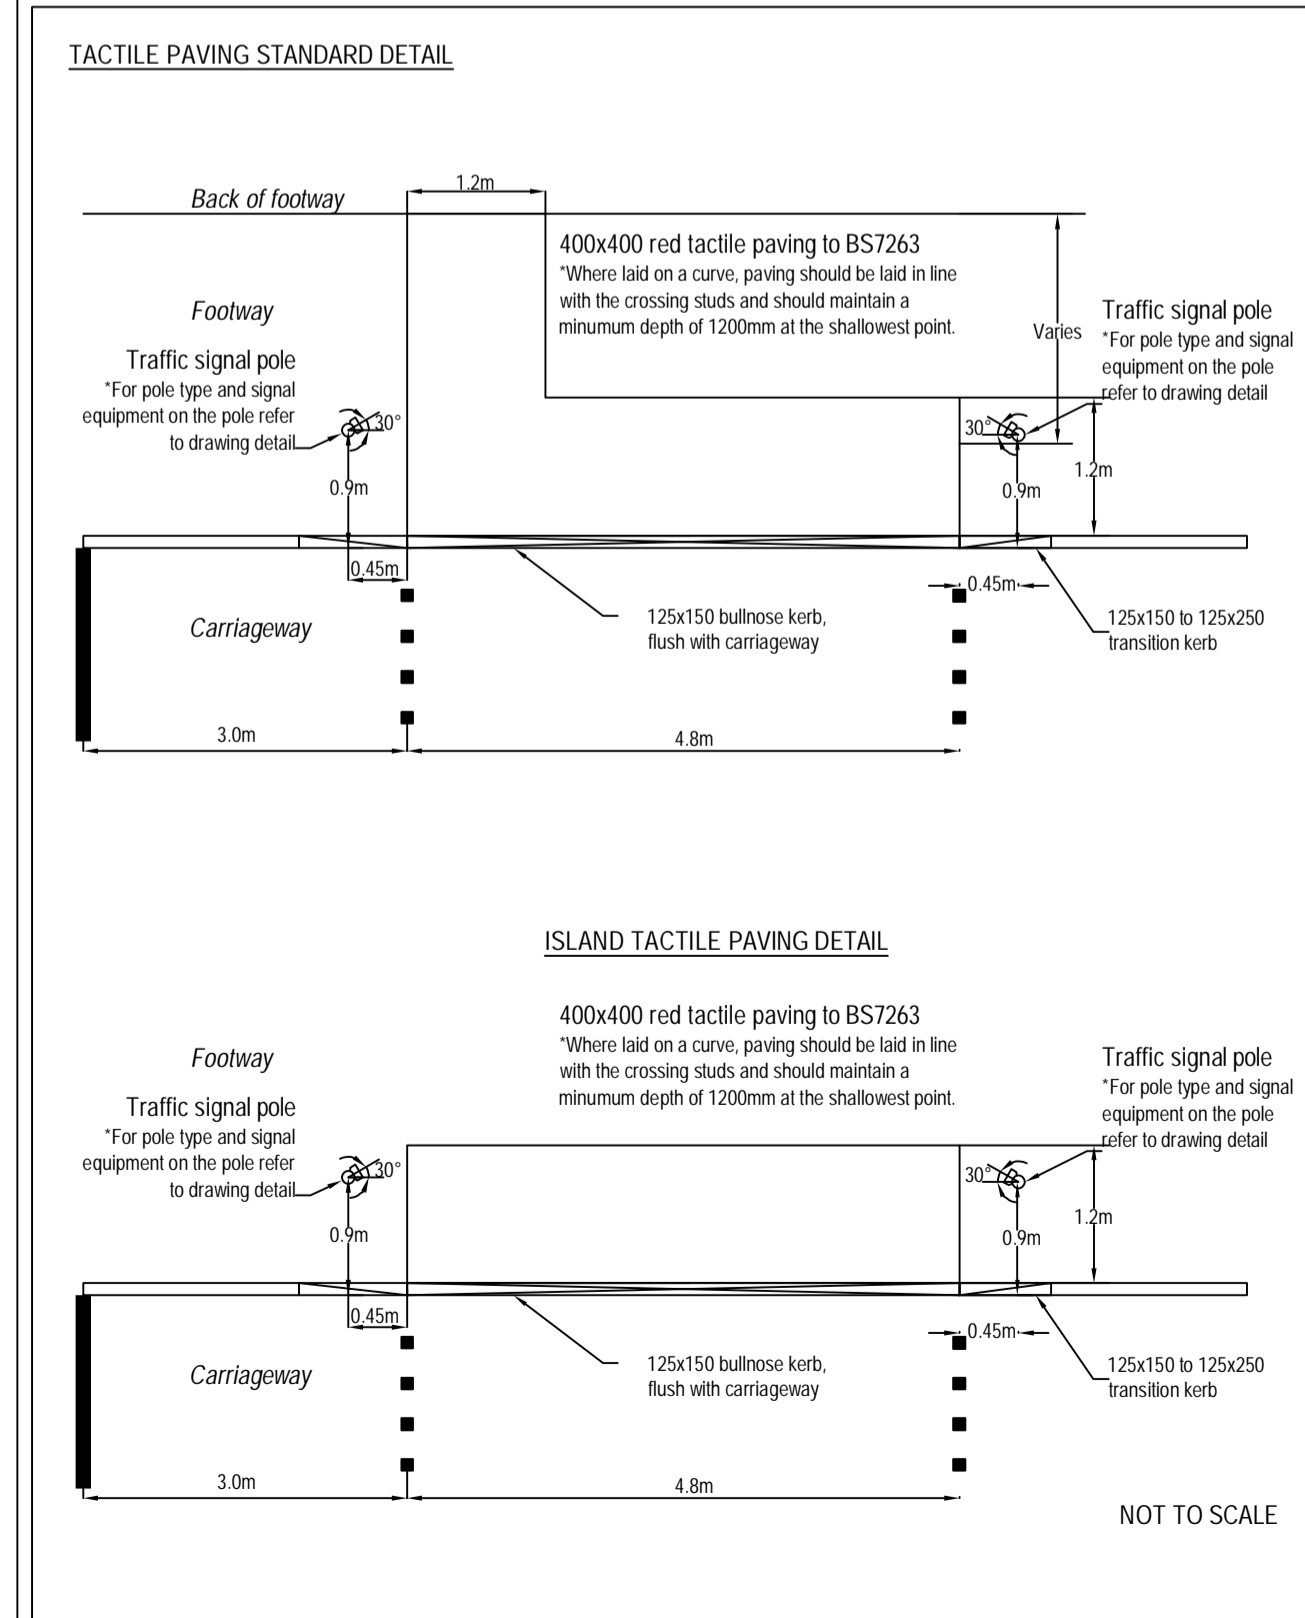 TACTILE PAVING STANDARD DETAIL
1.2m
Back of footway
400x400 red tactile paving to BS7263
*Where laid on a curve, paving should be laid in line
with the crossing studs and should maintain a
minumum depth of 1200mm at the shallowest point.
Footway
Traffic signal pole
*For pole type and signal
equipment on the pole refer
to drawing detail
30°
0.9m
Varies
Traffic signal pole
*For pole type and signal
equipment on the pole
refer to drawing detail
30°
1.2m
0.9m
0.45m
0.45m
Carriageway
125x150 bullnose kerb,
flush with carriageway
125x150 to 125x250
transition kerb
3.0m
4.8m
ISLAND TACTILE PAVING DETAIL
400x400 red tactile paving to BS7263
*Where laid on a curve, paving should be laid in line
with the crossing studs and should maintain a
minumum depth of 1200mm at the shallowest point.
Footway
Traffic signal pole
*For pole type and signal
equipment on the pole refer
to drawing detail
30°
0.9m
Traffic signal pole
*For pole type and signal
equipment on the pole
refer to drawing detail
30°
1.2m
0.9m
0.45m
0.45m
Carriageway
125x150 bullnose kerb,
flush with carriageway
125x150 to 125x250
transition kerb
3.0m
4.8m
NOT TO SCALE